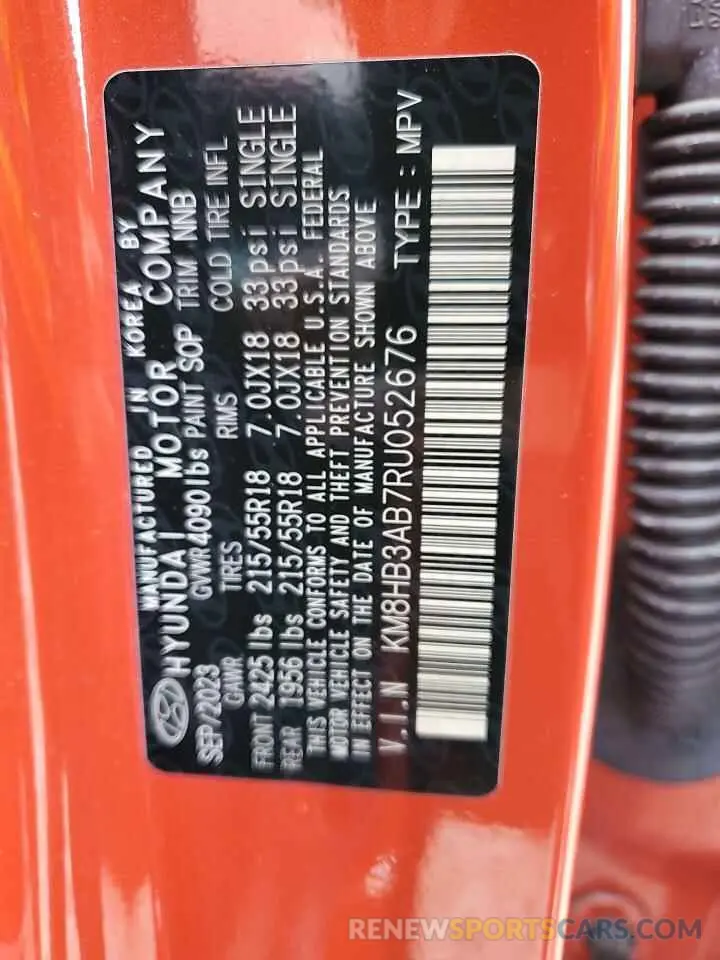 MANUFACTURED IN KOREA BY
HYUNDAI MOTOR COMPANY
SEP/2023 GVWR 4090lbs PAINT SOP TRIM NNB
GAWR TIRES RIMS COLD TIRE INFL
FRONT 2425 lbs 215/55R18 7.0JX18 33psi SINGLE
REAR 1956 lbs 215/55R18 7.0JX18 33psi SINGLE
THIS VEHICLE CONFORMS TO ALL APPLICABLE U.S.A. FEDERAL
MOTOR VEHICLE SAFETY AND THEFT PREVENTION STANDARDS
IN EFFECT ON THE DATE OF MANUFACTURE SHOWN ABOVE
V.I.N KM8HB3AB7RU052676 TYPE : MPV
RENEWSPORTSCARS.COM